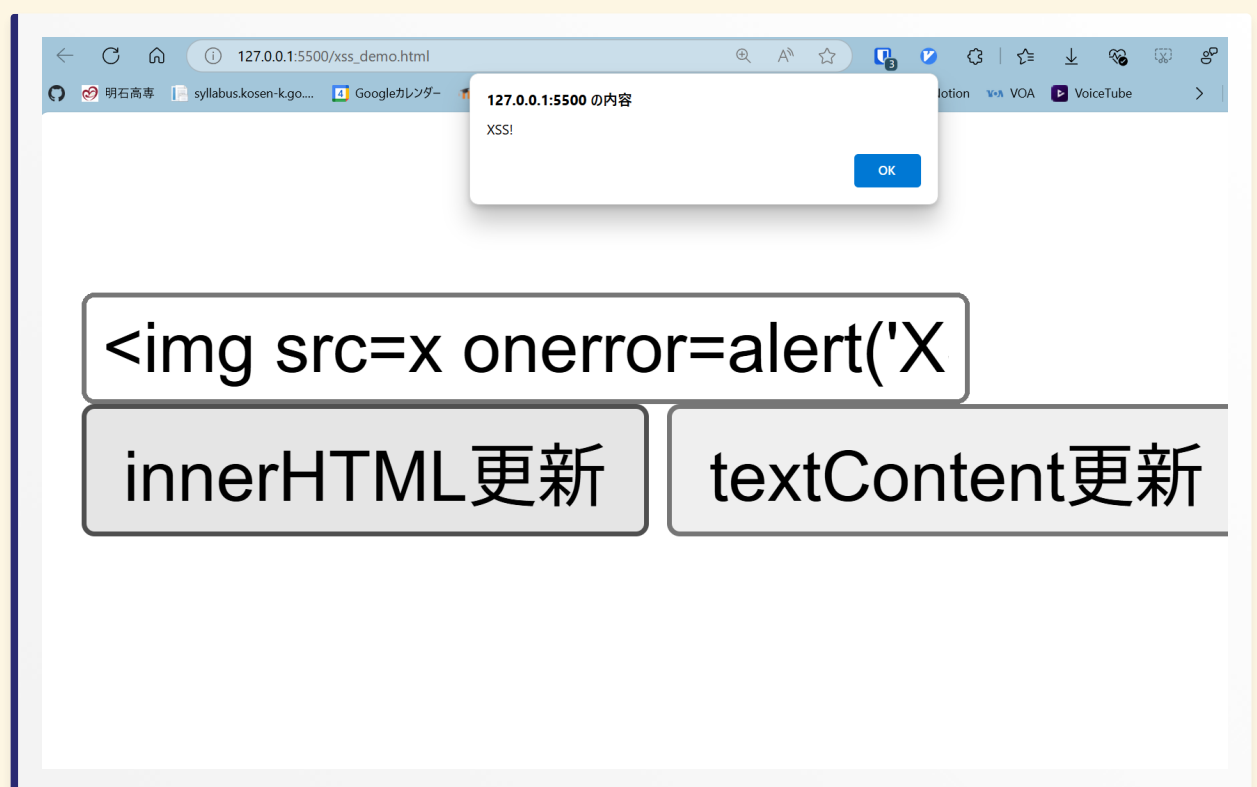 127.0.0.1:5500/xss_demo.html
3
明石高専 syllabus.kosen-k.go.... 4 Googleカレンダー VOA VOA VoiceTube
127.0.0.1:5500 の内容
XSS!
OK
<img src=x onerror=alert('X
innerHTML更新 textContent更新